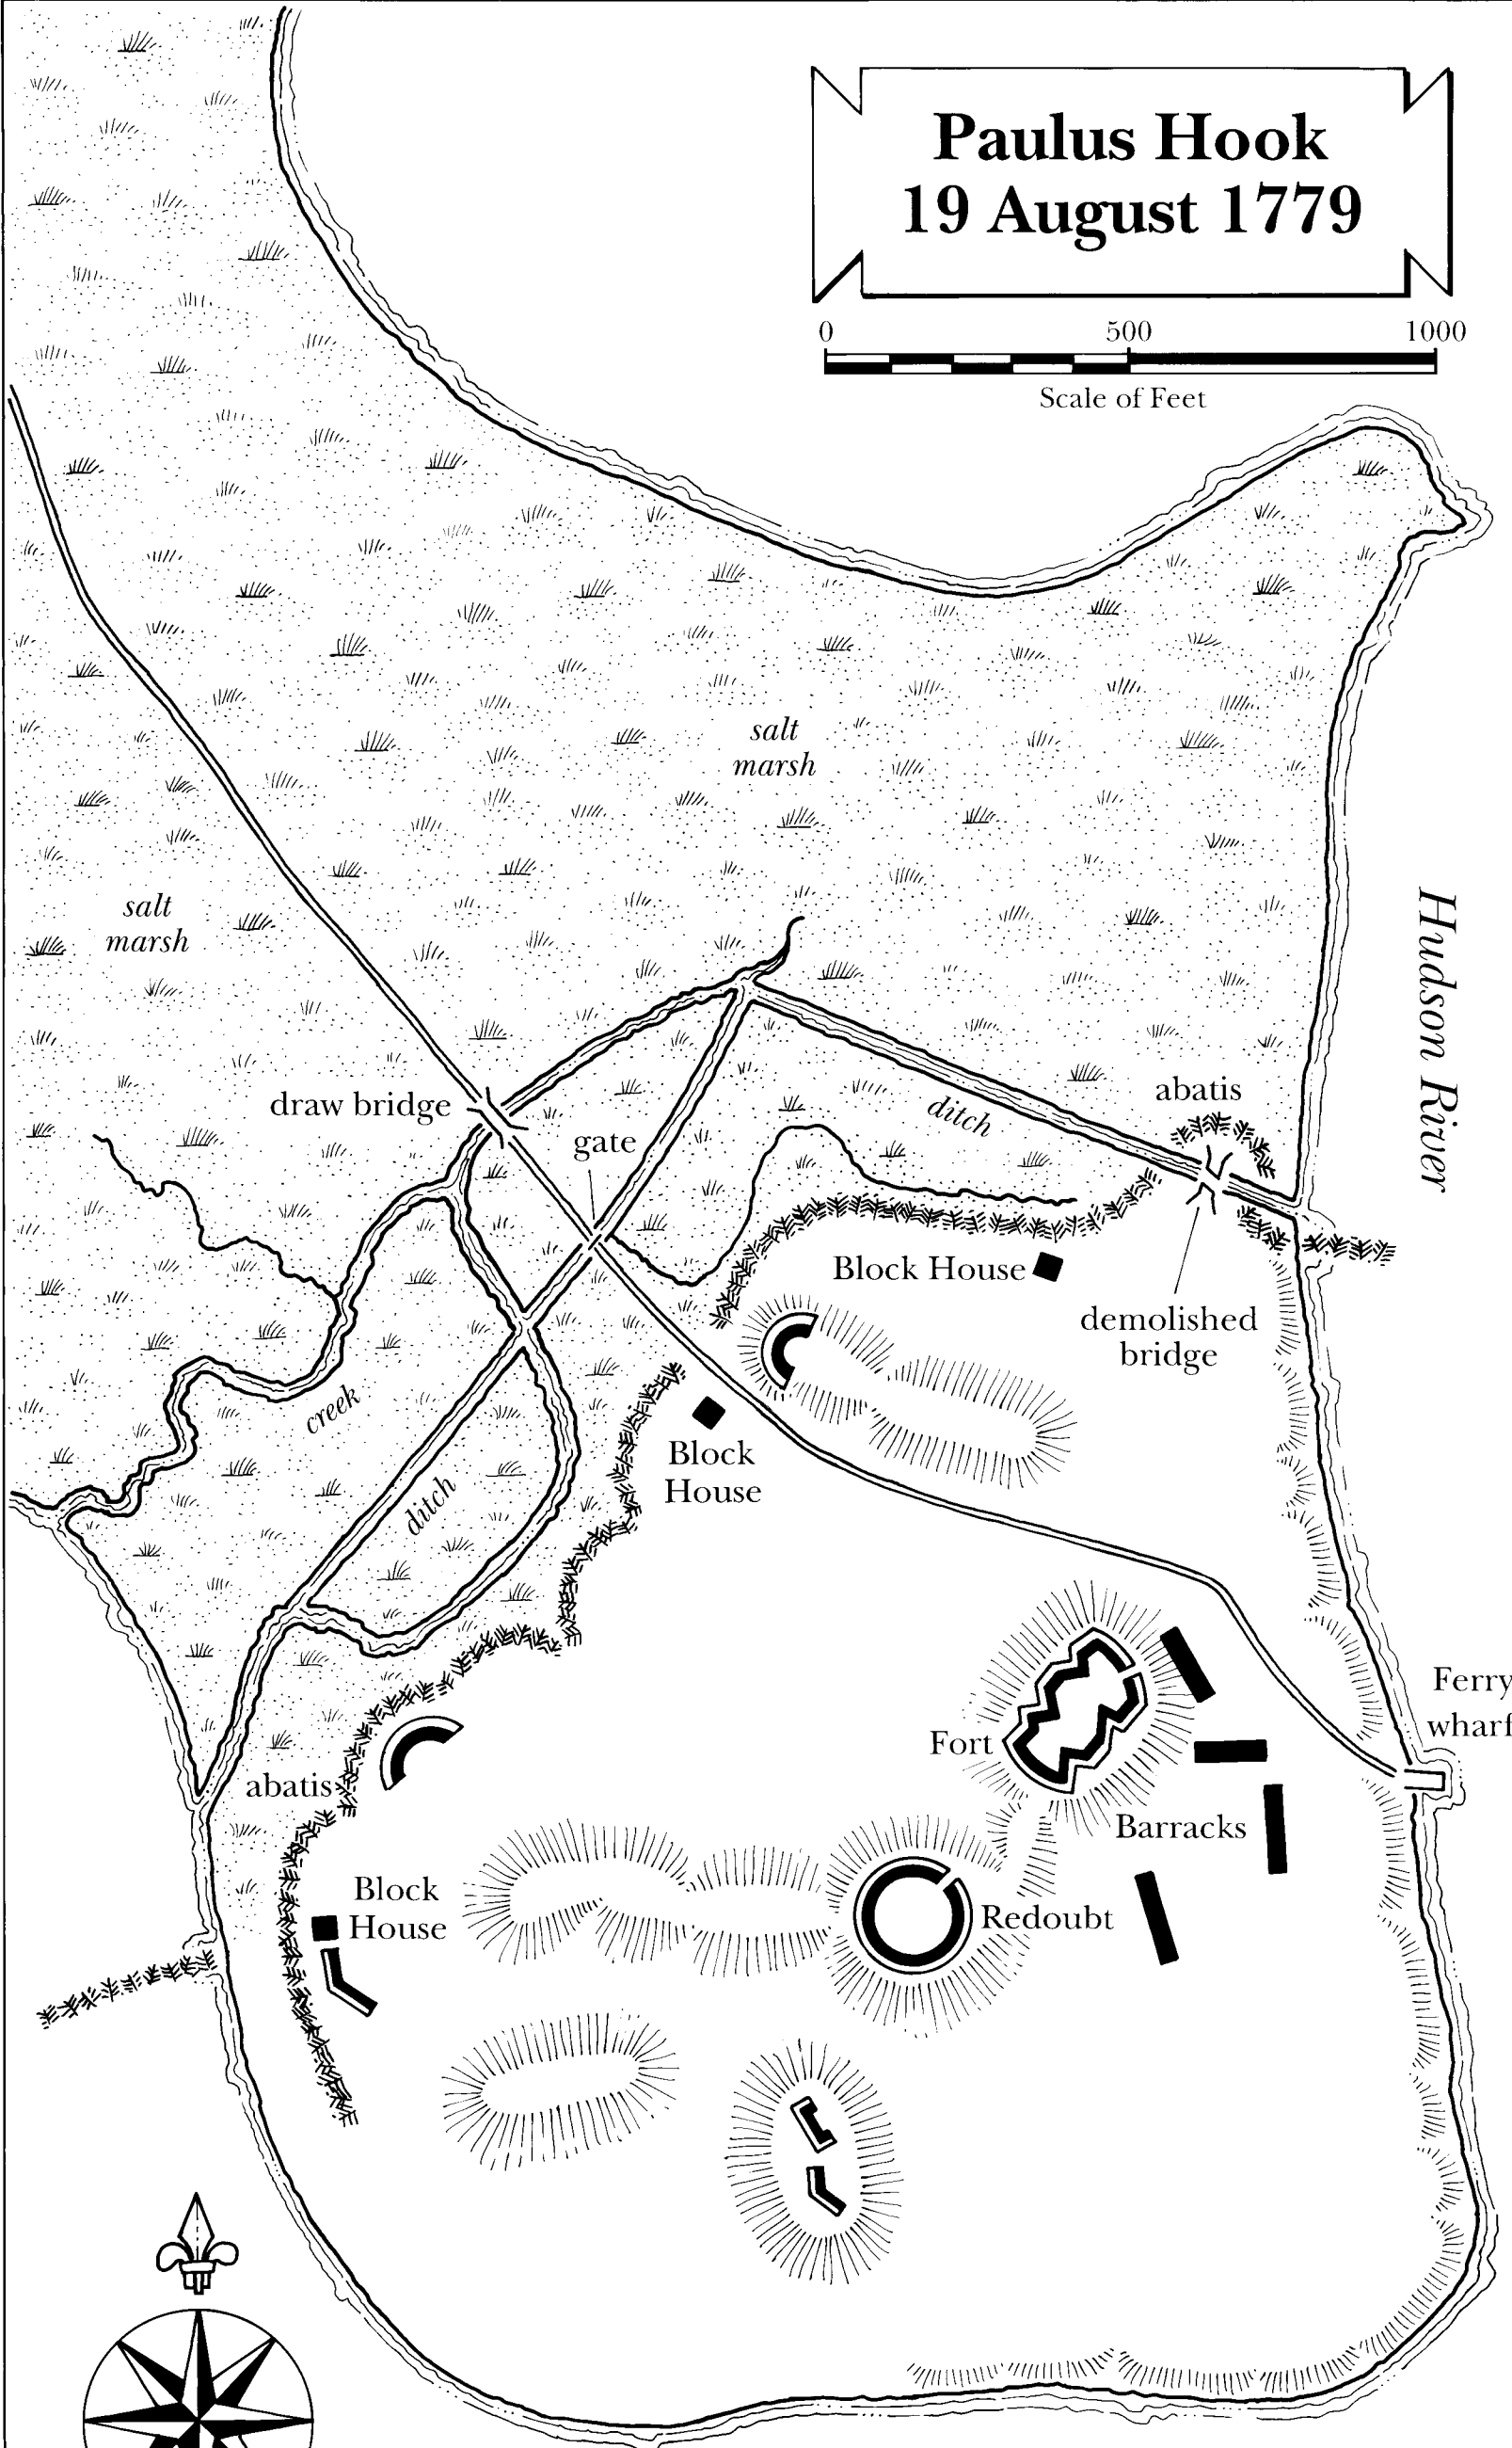 Paulus Hook
19 August 1779
0 500 1000
Scale of Feet
salt
marsh
salt
marsh
Hudson River
draw bridge
gate
ditch
abatis
Block House
demolished
bridge
creek
Block
House
ditch
Ferry
wharf
Fort
abatis
Barracks
Block
House
Redoubt